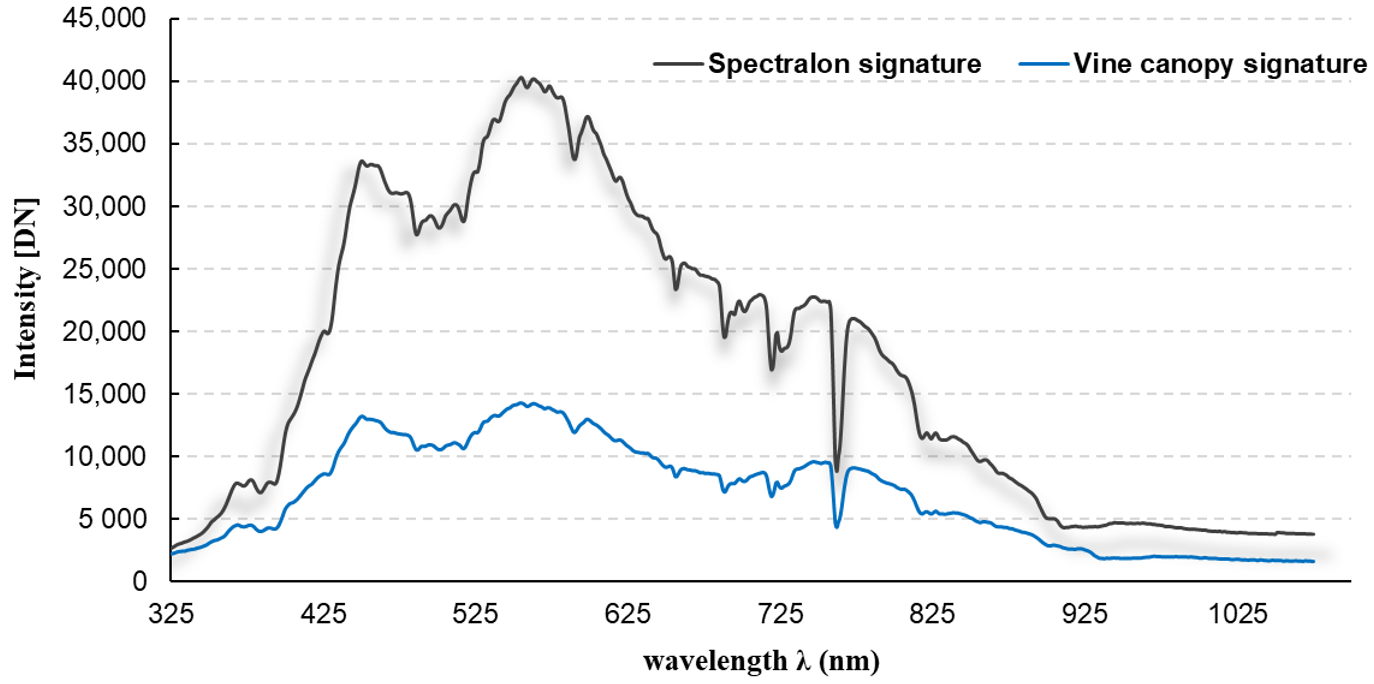 45,000
40,000
35,000
30,000
25,000
20,000
15,000
10,000
5 000
0
Intensity [DN]
Spectralon signature
Vine canopy signature
325 425 525 625 725 825 925 1025
wavelength λ (nm)